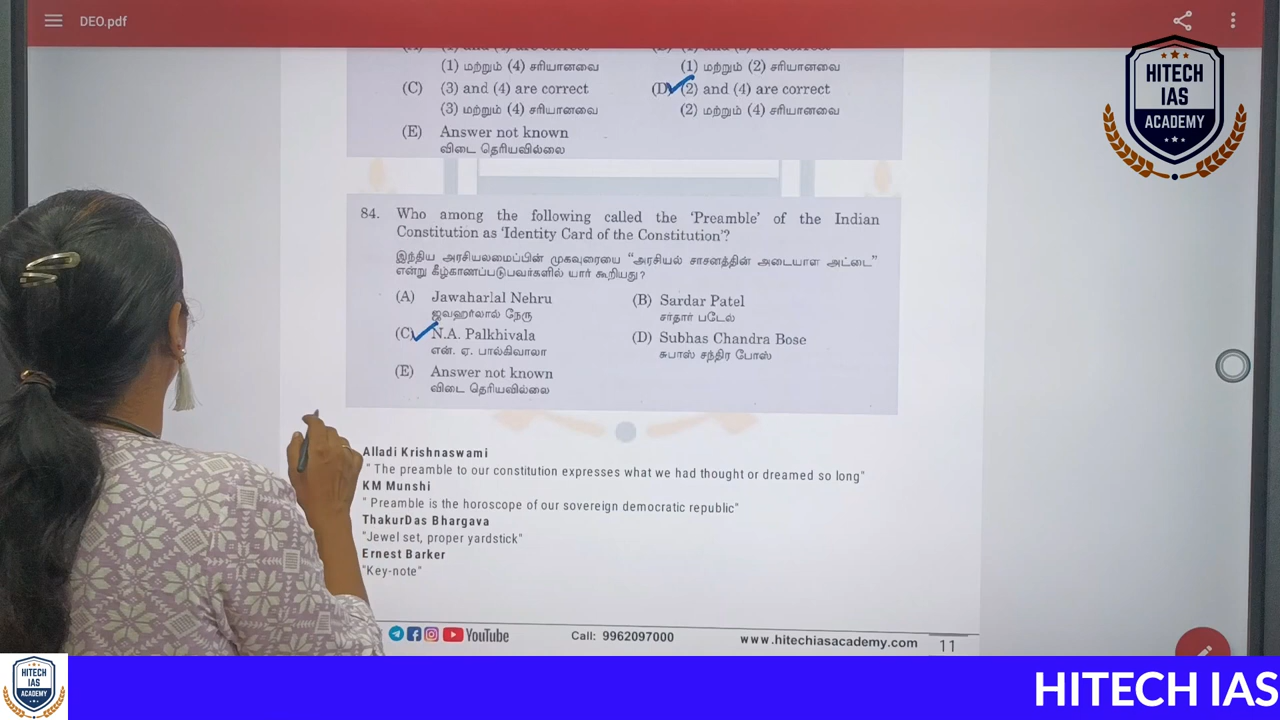 DEO.pdf
HITECH
IAS
ACADEMY
(1) மற்றும் (4) சரியானவை
(1) மற்றும் (2) சரியானவை
(C) (3) and (4) are correct
(D) (2) and (4) are correct
(3) மற்றும் (4) சரியானவை
(2) மற்றும் (4) சரியானவை
(E) Answer not known
விடை தெரியவில்லை
84. Who among the following called the 'Preamble' of the Indian
Constitution as 'Identity Card of the Constitution'?
இந்திய அரசியலமைப்பின் முகவுரையை "அரசியல் சாசனத்தின் அடையாள அட்டை"
என்று கீழ்காணப்படுபவர்களில் யார் கூறியது?
(A) Jawaharlal Nehru
(B) Sardar Patel
ஜவஹர்லால் நேரு
சர்தார் படேல்
(C) N.A. Palkhivala
(D) Subhas Chandra Bose
என். ஏ. பால்கிவாலா
சுபாஸ் சந்திர போஸ்
(E) Answer not known
விடை தெரியவில்லை
Alladi Krishnaswami
" The preamble to our constitution expresses what we had thought or dreamed so long"
KM Munshi
" Preamble is the horoscope of our sovereign democratic republic"
ThakurDas Bhargava
"Jewel set, proper yardstick"
Ernest Barker
"Key-note"
YouTube
Call: 9962097000
www.hitechiasacademy.com
11
HITECH
IAS
ACADEMY
HITECH IAS